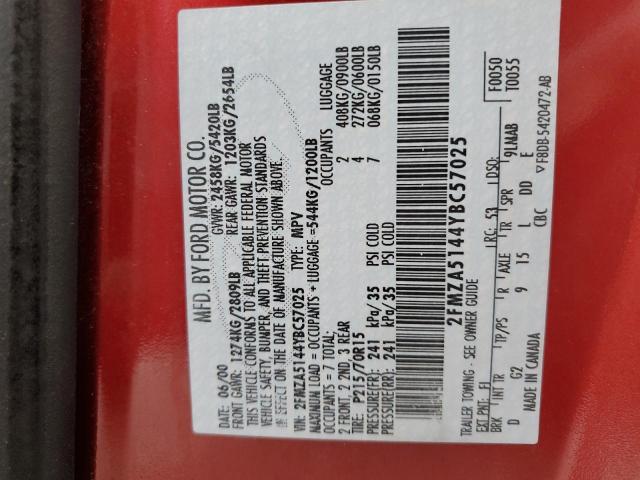 MFD. BY FORD MOTOR CO.
06/00 GVWR: 2458KG/5420LB
FRONT GAWR: 1274KG/2809LB REAR GAWR: 1203KG/2654LB
THIS VEHICLE CONFORMS TO ALL APPLICABLE FEDERAL MOTOR
VEHICLE SAFETY, BUMPER, AND THEFT PREVENTION STANDARDS
IN EFFECT ON THE DATE OF MANUFACTURE SHOWN ABOVE.
VIN: 2FMZA5144YBC57025 TYPE: MPV
MAXIMUM LOAD = OCCUPANTS + LUGGAGE = 544KG/1200LB
OCCUPANTS = 7 TOTAL: OCCUPANTS LUGGAGE
2 FRONT, 2 2ND, 3 REAR 2 408KG/0900LB
TIRE: P215/70R15 4 272KG/0600LB
PRESSURE(FR) = 241 kPa/ 35 PSI COLD 7 068KG/0150LB
PRESSURE(RR) = 241 kPa/ 35 PSI COLD
2FMZA5144YBC57025
TRAILER TOWING - SEE OWNER GUIDE
EXT PNT: FI RC: 53 DSO: F0050
BRK INT TR TP/PS R AXLE TR SPR 9LMAB T0055
D G2 9 15 L DD E
MADE IN CANADA CBC F8DB-5420472-AB